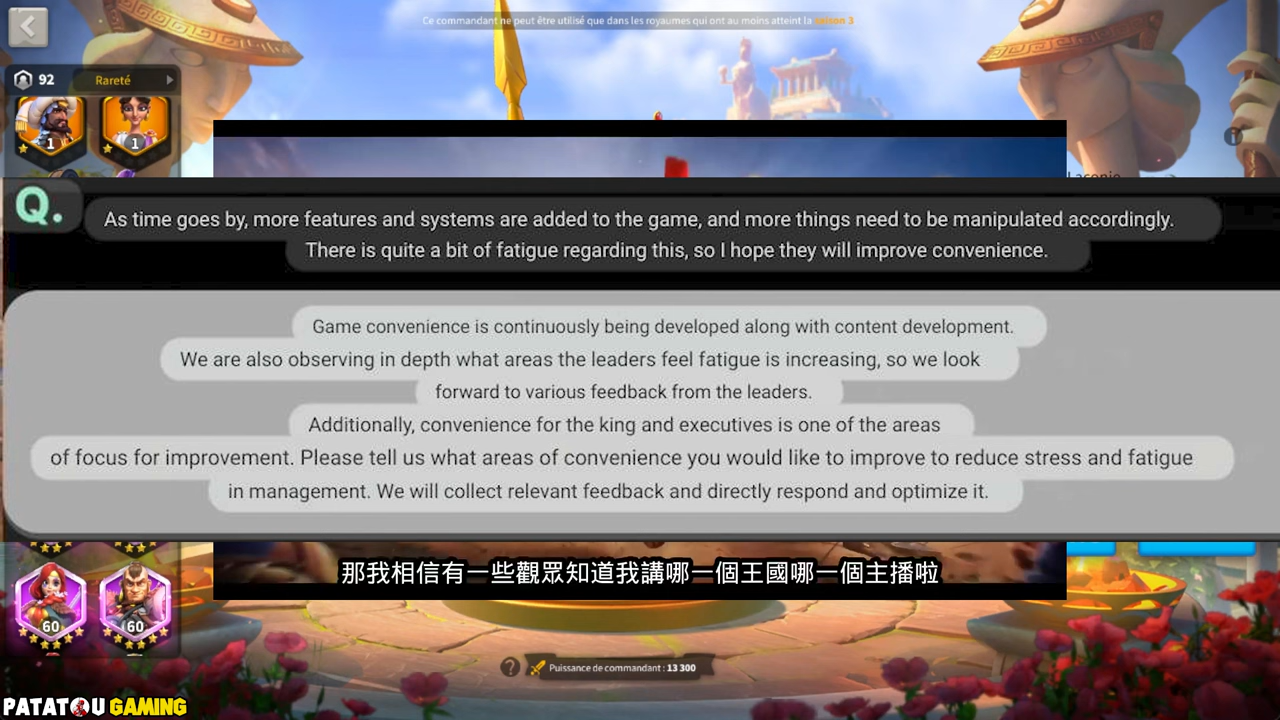 Ce commandant ne peut être utilisé que dans les royaumes qui ont au moins atteint la saison 3
92
Rareté
1
1
Laconie
Q.
As time goes by, more features and systems are added to the game, and more things need to be manipulated accordingly.
There is quite a bit of fatigue regarding this, so I hope they will improve convenience.
Game convenience is continuously being developed along with content development.
We are also observing in depth what areas the leaders feel fatigue is increasing, so we look
forward to various feedback from the leaders.
Additionally, convenience for the king and executives is one of the areas
of focus for improvement. Please tell us what areas of convenience you would like to improve to reduce stress and fatigue
in management. We will collect relevant feedback and directly respond and optimize it.
那我相信有一些觀眾知道我講哪一個王國哪一個主播啦
60
60
?
Puissance de commandant : 13 300
PATATOU GAMING